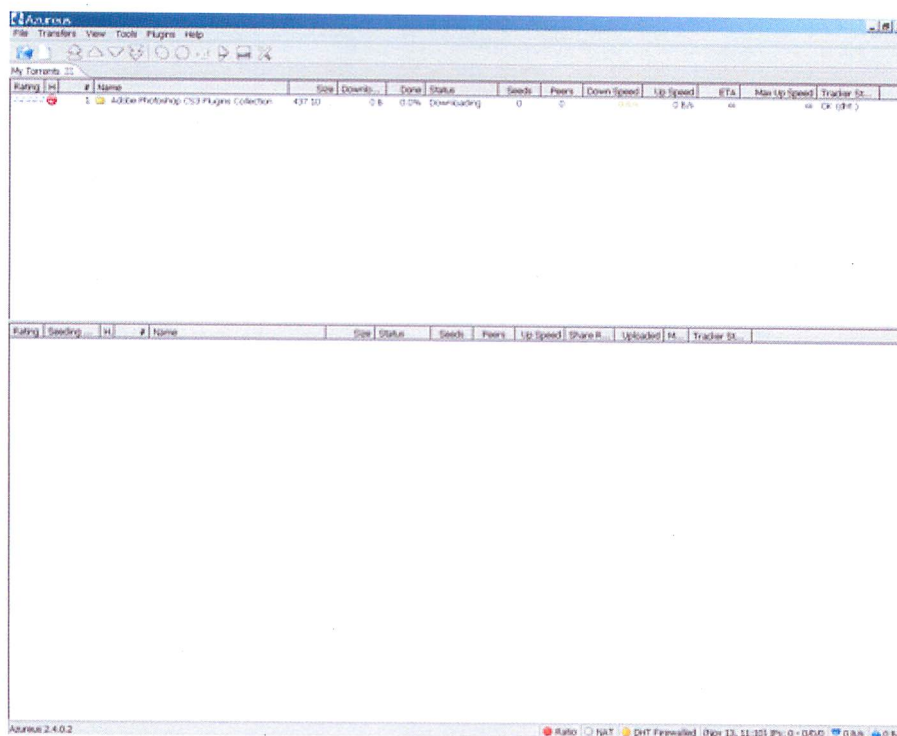 Azureus
File Transfers View Tools Plugins Help
My Torrents
Rating H # Name Size Downlo... Done Status Seeds Peers Down Speed Up Speed ETA Max Up Speed Tracker St...
1 Adobe Photoshop CS3 Plugins Collection 0 B 0.0% Downloading 0 0 0 B/s ∞ ∞ OK (dht)
Rating Seeding ... H # Name Size Status Seeds Peers Up Speed Share R... Uploaded M... Tracker St...
Azureus 2.4.0.2 Ratio NAT DHT Firewalled